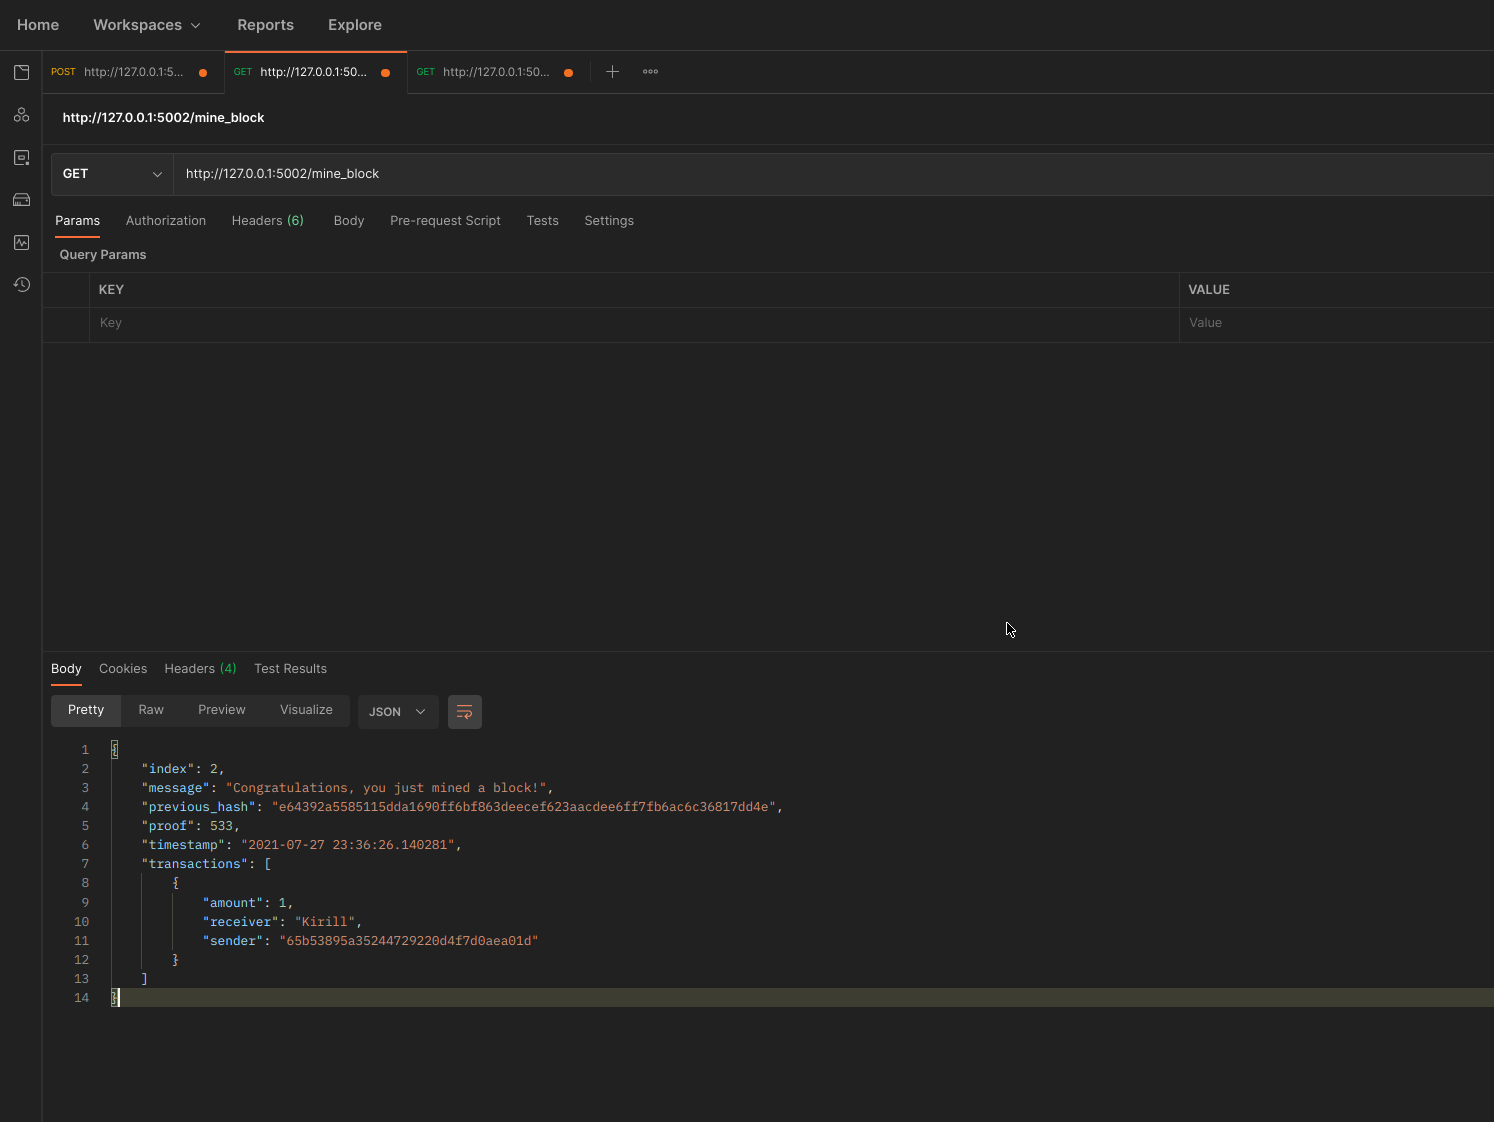 Home Workspaces Reports Explore
POST http://127.0.0.1:5... GET http://127.0.0.1:50... GET http://127.0.0.1:50...
http://127.0.0.1:5002/mine_block
GET http://127.0.0.1:5002/mine_block
Params Authorization Headers (6) Body Pre-request Script Tests Settings
Query Params
KEY VALUE
Key Value
Body Cookies Headers (4) Test Results
Pretty Raw Preview Visualize JSON
1 {
2 "index": 2,
3 "message": "Congratulations, you just mined a block!",
4 "previous_hash": "e64392a5585115dda1690ff6bf863deecef623aacdee6ff7fb6ac6c36817dd4e",
5 "proof": 533,
6 "timestamp": "2021-07-27 23:36:26.140281",
7 "transactions": [
8 {
9 "amount": 1,
10 "receiver": "Kirill",
11 "sender": "65b53895a35244729220d4f7d0aea01d"
12 }
13 ]
14 }